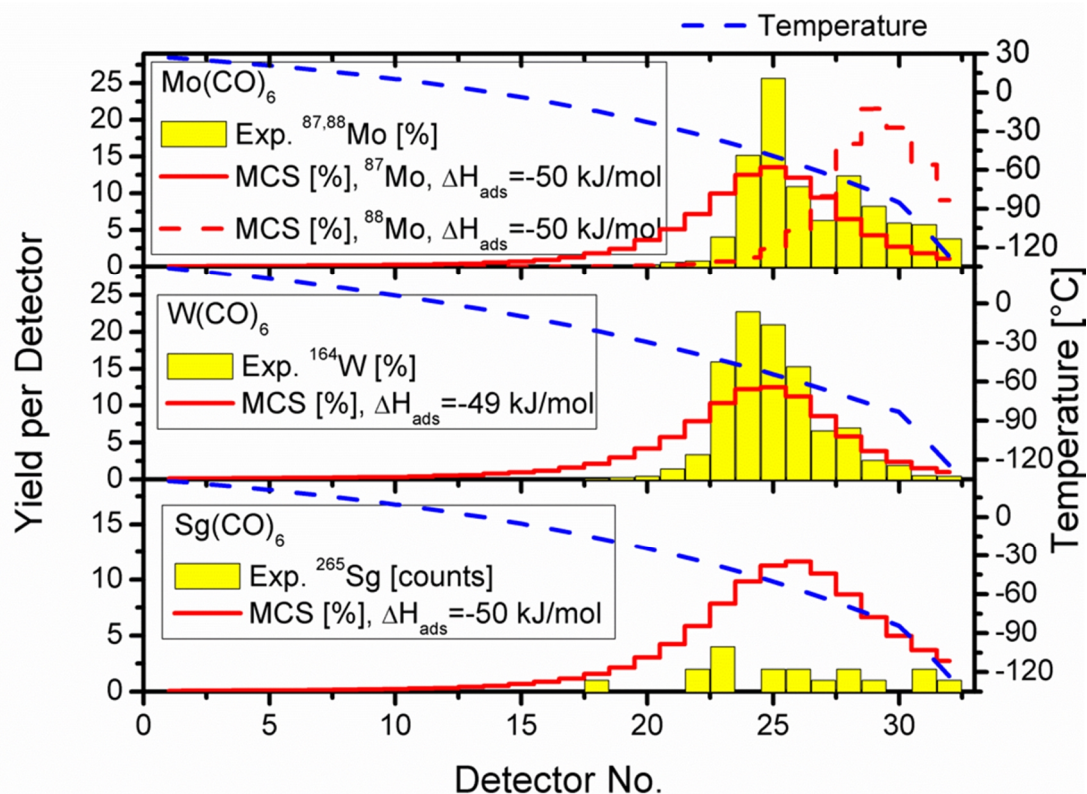 Temperature
Yield per Detector
Temperature [°C]
Detector No.
Mo(CO)₆
Exp. ⁸⁷,⁸⁸Mo [%]
MCS [%], ⁸⁷Mo, ΔHads=-50 kJ/mol
MCS [%], ⁸⁸Mo, ΔHads=-50 kJ/mol
25
20
15
10
5
0
30
0
-30
-60
-90
-120
W(CO)₆
Exp. ¹⁶⁴W [%]
MCS [%], ΔHads=-49 kJ/mol
25
20
15
10
5
0
0
-30
-60
-90
-120
Sg(CO)₆
Exp. ²⁶⁵Sg [counts]
MCS [%], ΔHads=-50 kJ/mol
15
10
5
0
0
-30
-60
-90
-120
0 5 10 15 20 25 30